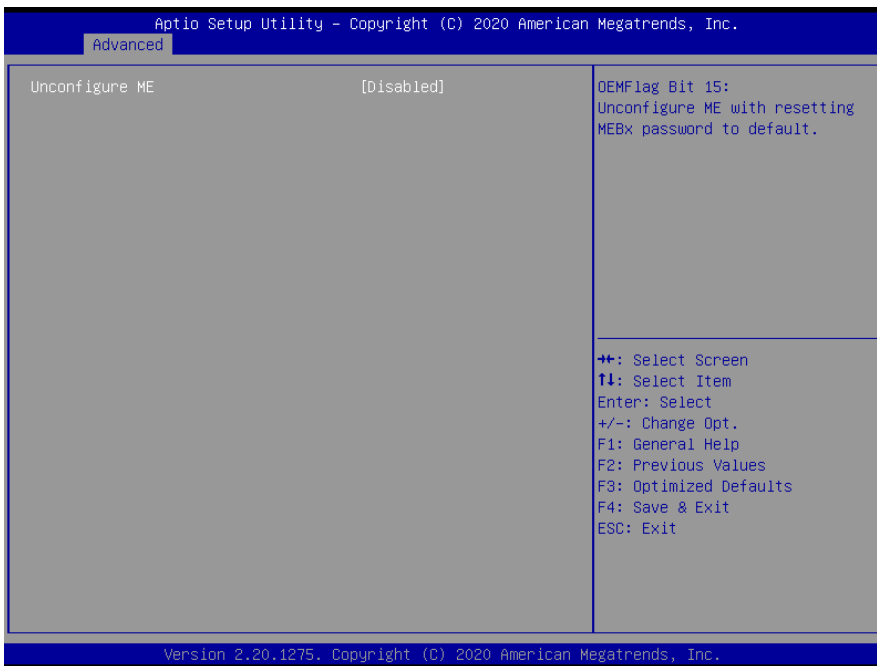 Aptio Setup Utility – Copyright (C) 2020 American Megatrends, Inc.
Advanced
Unconfigure ME [Disabled]
OEMFlag Bit 15:
Unconfigure ME with resetting
MEBx password to default.
→←: Select Screen
↑↓: Select Item
Enter: Select
+/-: Change Opt.
F1: General Help
F2: Previous Values
F3: Optimized Defaults
F4: Save & Exit
ESC: Exit
Version 2.20.1275. Copyright (C) 2020 American Megatrends, Inc.